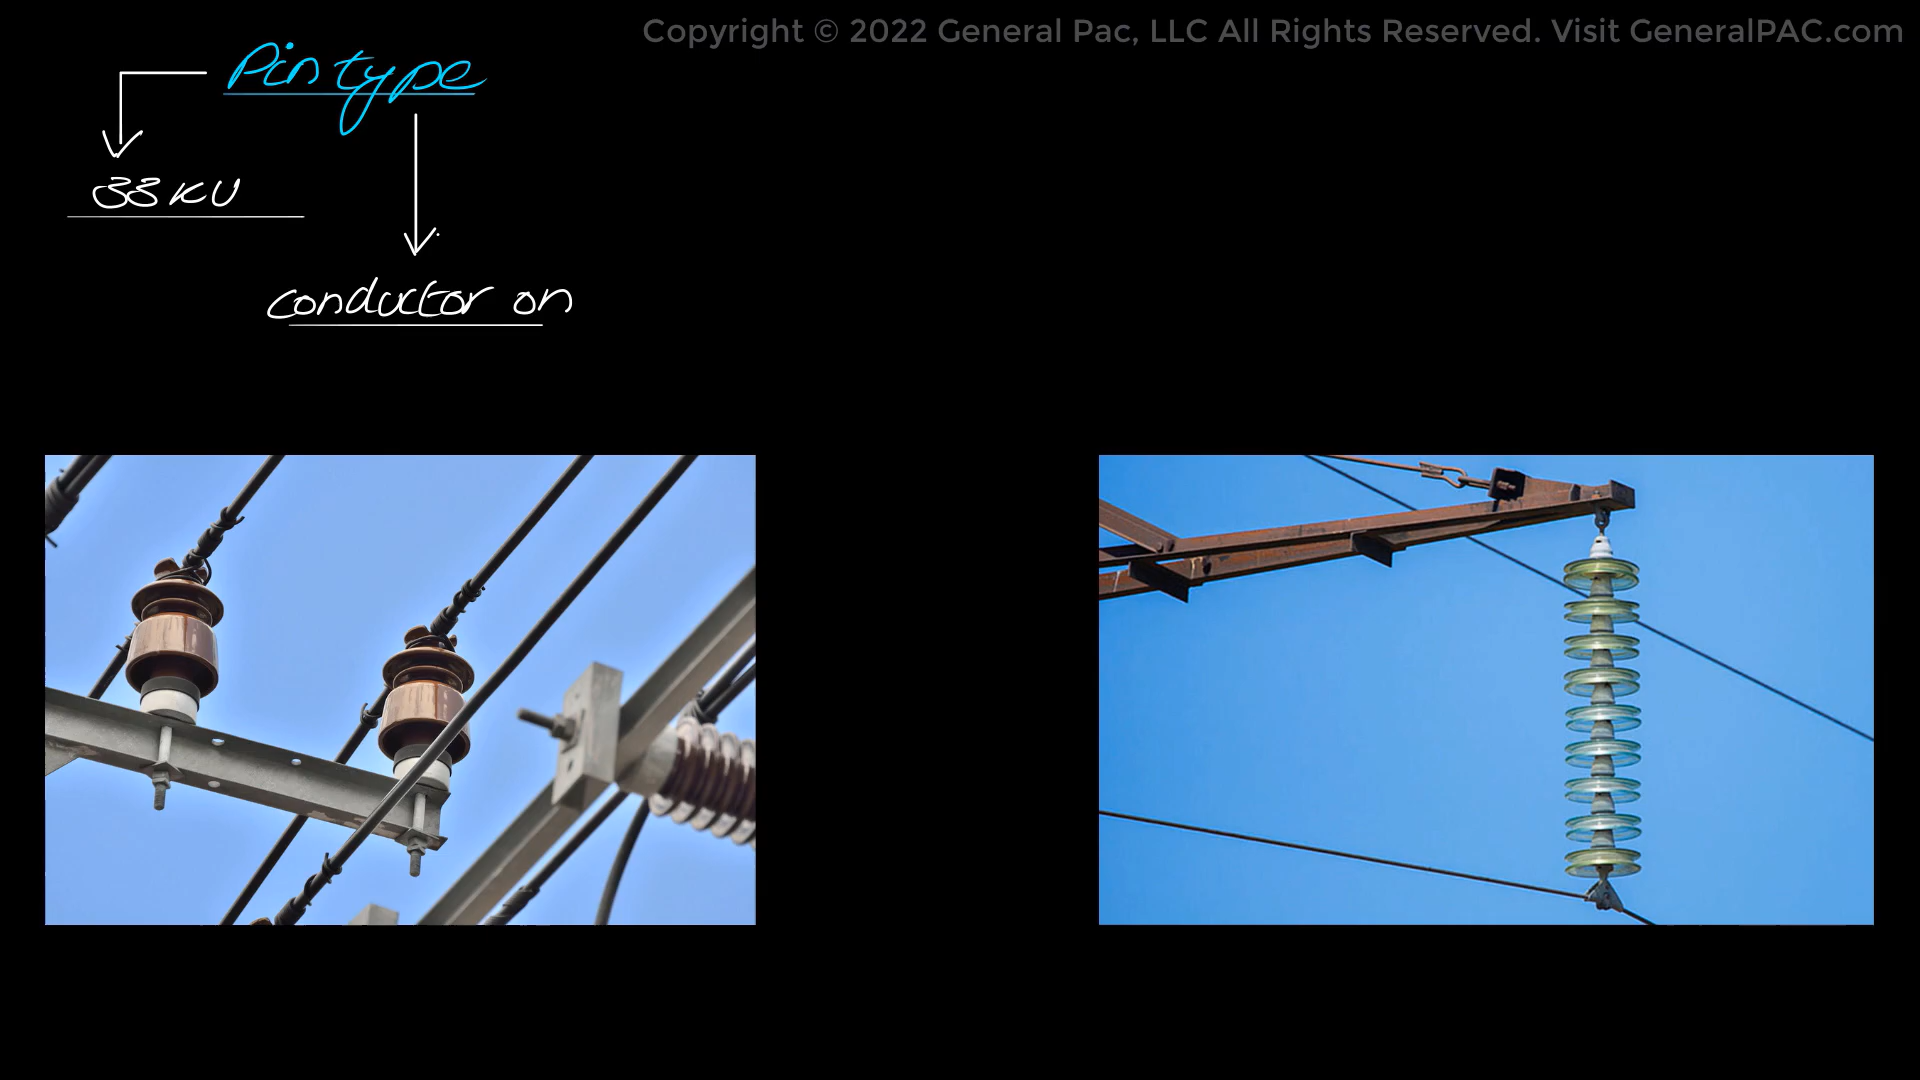 Copyright © 2022 General Pac, LLC All Rights Reserved. Visit GeneralPAC.com
Pin type
33 KV
conductor on